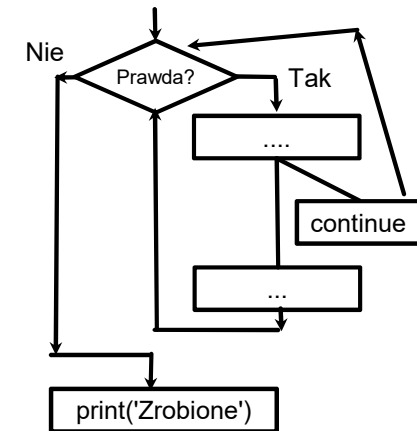 Nie
Prawda?
Tak
....
continue
...
print('Zrobione')